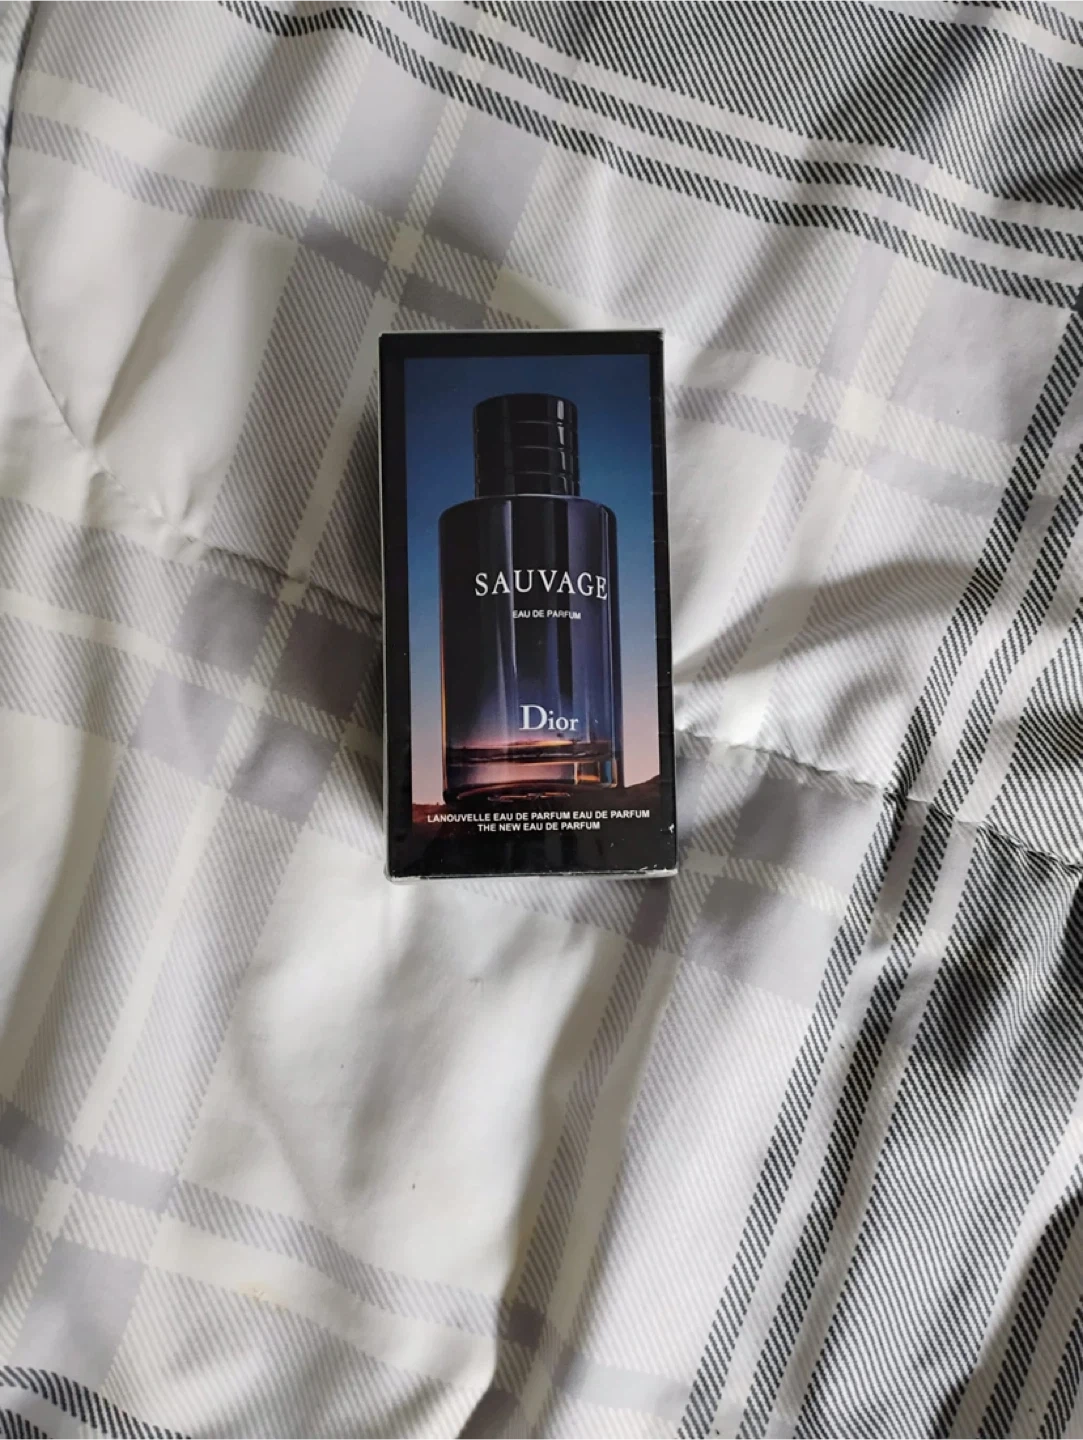 SAUVAGE
EAU DE PARFUM
Dior
LANOUVELLE EAU DE PARFUM EAU DE PARFUM
THE NEW EAU DE PARFUM